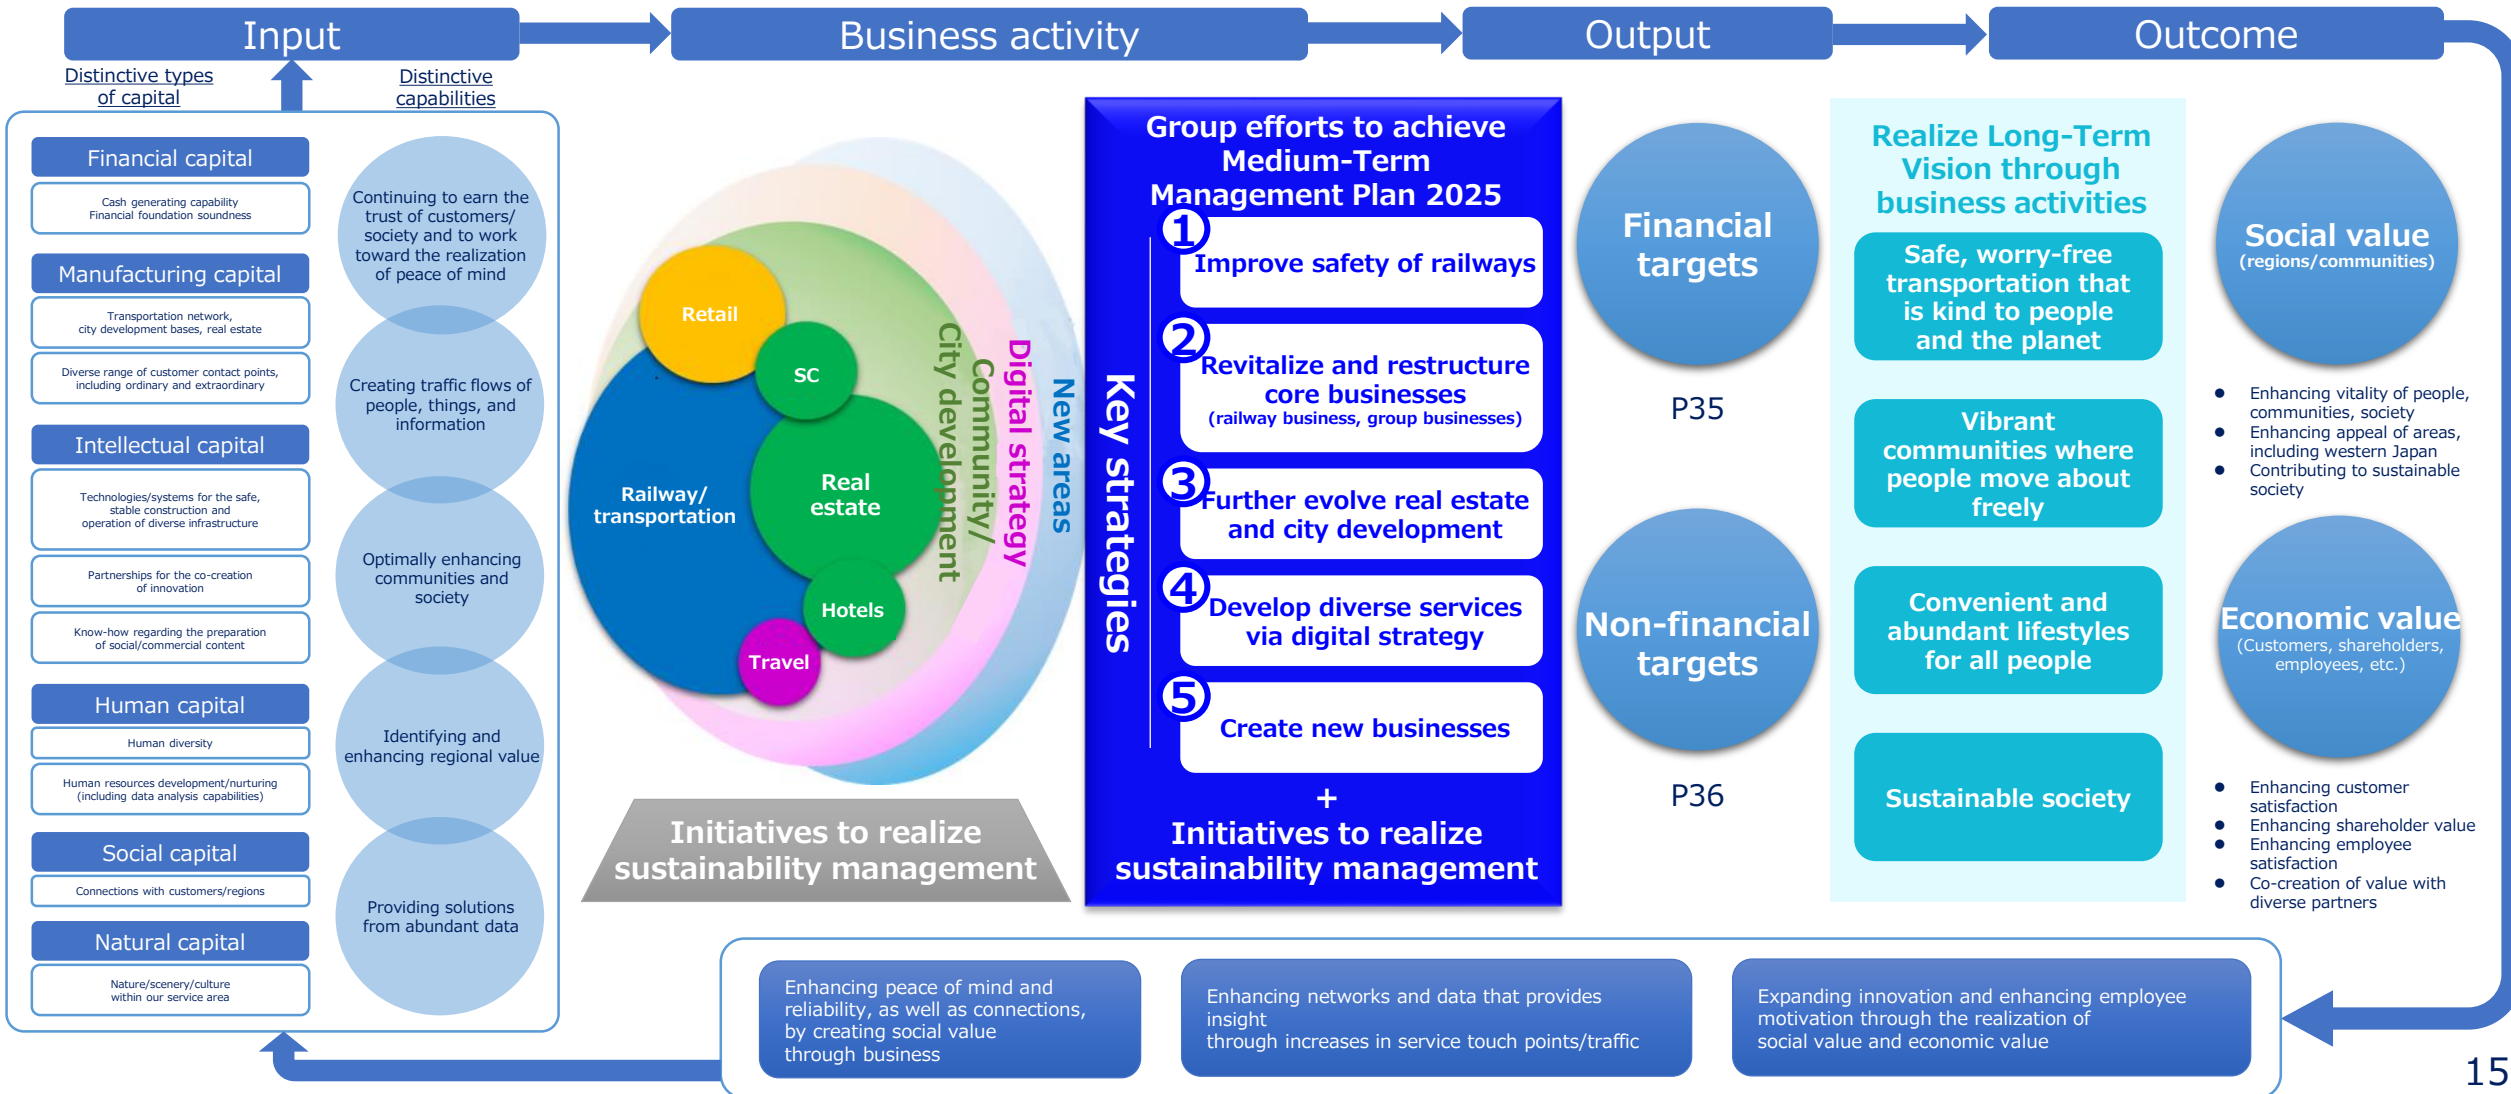 Input
Business activity
Output
Outcome
Distinctive types
of capital
Distinctive
capabilities
Financial capital
Cash generating capability
Financial foundation soundness
Manufacturing capital
Transportation network,
city development bases, real estate
Diverse range of customer contact points,
including ordinary and extraordinary
Intellectual capital
Technologies/systems for the safe,
stable construction and
operation of diverse infrastructure
Partnerships for the co-creation
of innovation
Know-how regarding the preparation
of social/commercial content
Human capital
Human diversity
Human resources development/nurturing
(including data analysis capabilities)
Social capital
Connections with customers/regions
Natural capital
Nature/scenery/culture
within our service area
Continuing to earn the
trust of customers/
society and to work
toward the realization
of peace of mind
Creating traffic flows of
people, things, and
information
Optimally enhancing
communities and
society
Identifying and
enhancing regional value
Providing solutions
from abundant data
Retail
SC
Railway/
transportation
Real
estate
Hotels
Travel
Community/
City development
Digital strategy
New areas
Initiatives to realize
sustainability management
Group efforts to achieve
Medium-Term
Management Plan 2025
Key strategies
①
Improve safety of railways
②
Revitalize and restructure
core businesses
(railway business, group businesses)
③
Further evolve real estate
and city development
④
Develop diverse services
via digital strategy
⑤
Create new businesses
+
Initiatives to realize
sustainability management
Financial
targets
P35
Non-financial
targets
P36
Realize Long-Term
Vision through
business activities
Safe, worry-free
transportation that
is kind to people
and the planet
Vibrant
communities where
people move about
freely
Convenient and
abundant lifestyles
for all people
Sustainable society
Social value
(regions/communities)
● Enhancing vitality of people,
communities, society
● Enhancing appeal of areas,
including western Japan
● Contributing to sustainable
society
Economic value
(Customers, shareholders,
employees, etc.)
● Enhancing customer
satisfaction
● Enhancing shareholder value
● Enhancing employee
satisfaction
● Co-creation of value with
diverse partners
Enhancing peace of mind and
reliability, as well as connections,
by creating social value
through business
Enhancing networks and data that provides
insight
through increases in service touch points/traffic
Expanding innovation and enhancing employee
motivation through the realization of
social value and economic value
15